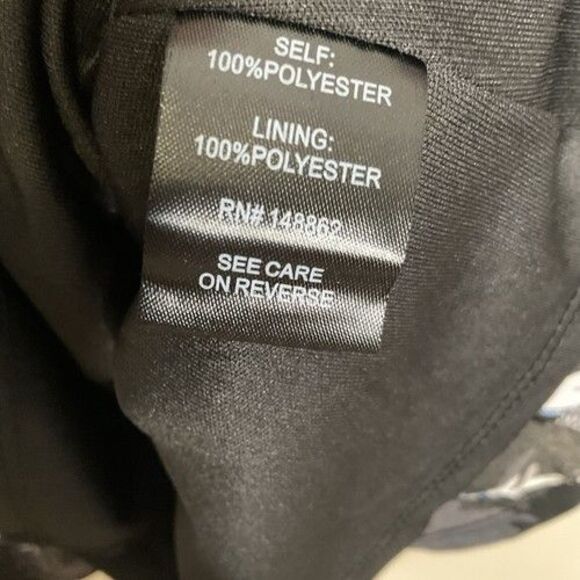 SELF:
100%POLYESTER
LINING:
100%POLYESTER
RN# 148862
SEE CARE
ON REVERSE